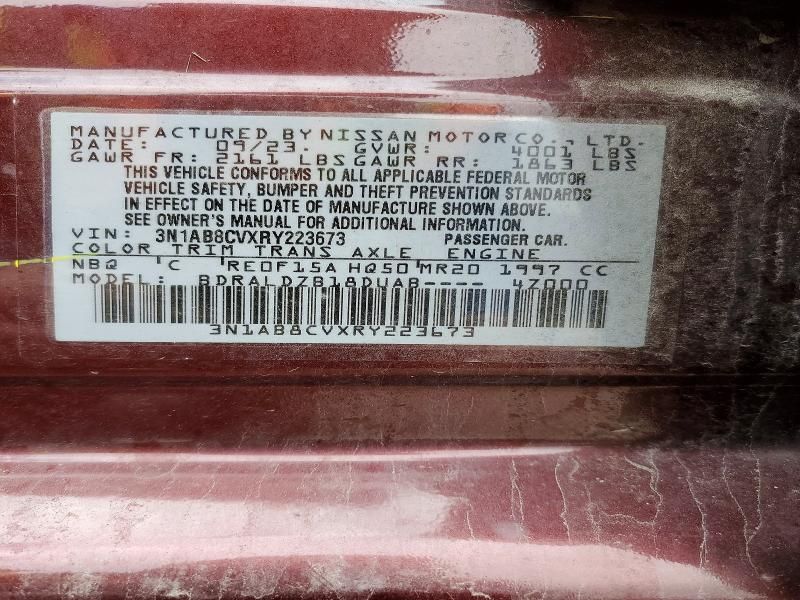 MANUFACTURED BY NISSAN MOTOR CO., LTD.
DATE: 09/23. GVWR: 4001 LBS
GAWR FR: 2161 LBS GAWR RR: 1863 LBS
THIS VEHICLE CONFORMS TO ALL APPLICABLE FEDERAL MOTOR
VEHICLE SAFETY, BUMPER AND THEFT PREVENTION STANDARDS
IN EFFECT ON THE DATE OF MANUFACTURE SHOWN ABOVE.
SEE OWNER'S MANUAL FOR ADDITIONAL INFORMATION.
VIN: 3N1AB8CVXRY223673 PASSENGER CAR.
COLOR TRIM TRANS AXLE ENGINE
NBQ C RE0F15A HQ50 MR20 1997 CC
MODEL: BDRALDZB18DUAB---- 4Z000
3N1AB8CVXRY223673